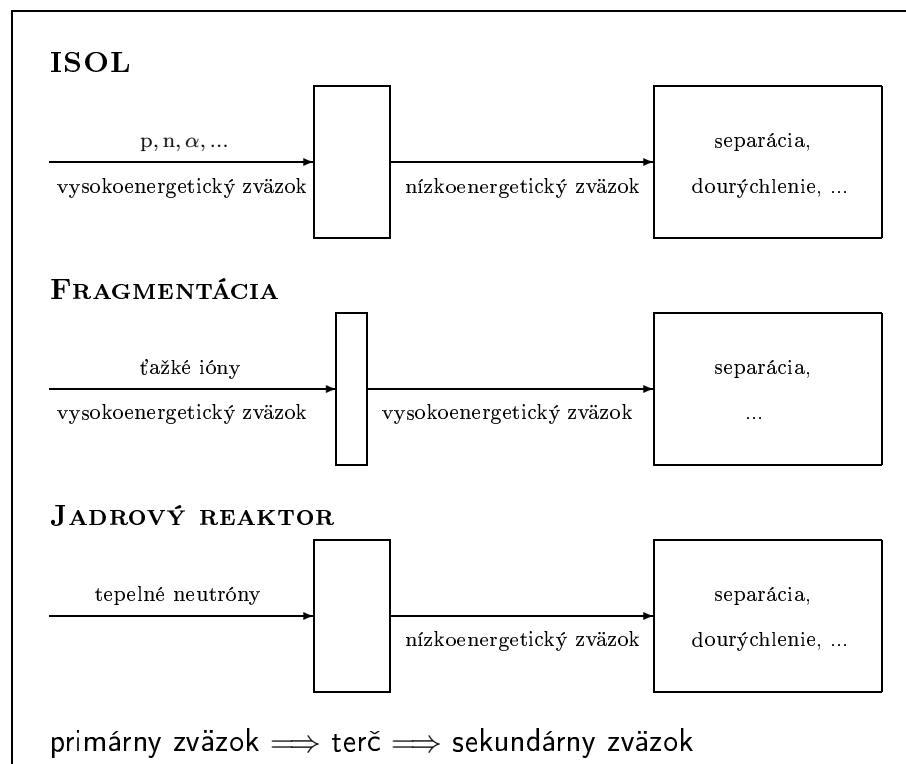 ISOL
p, n, α, ...
vysokoenergetický zväzok
nízkoenergetický zväzok
separácia,
dourýchlenie, ...
FRAGMENTÁCIA
ťažké ióny
vysokoenergetický zväzok
vysokoenergetický zväzok
separácia,
...
JADROVÝ REAKTOR
tepelné neutróny
nízkoenergetický zväzok
separácia,
dourýchlenie, ...
primárny zväzok ⟹ terč ⟹ sekundárny zväzok